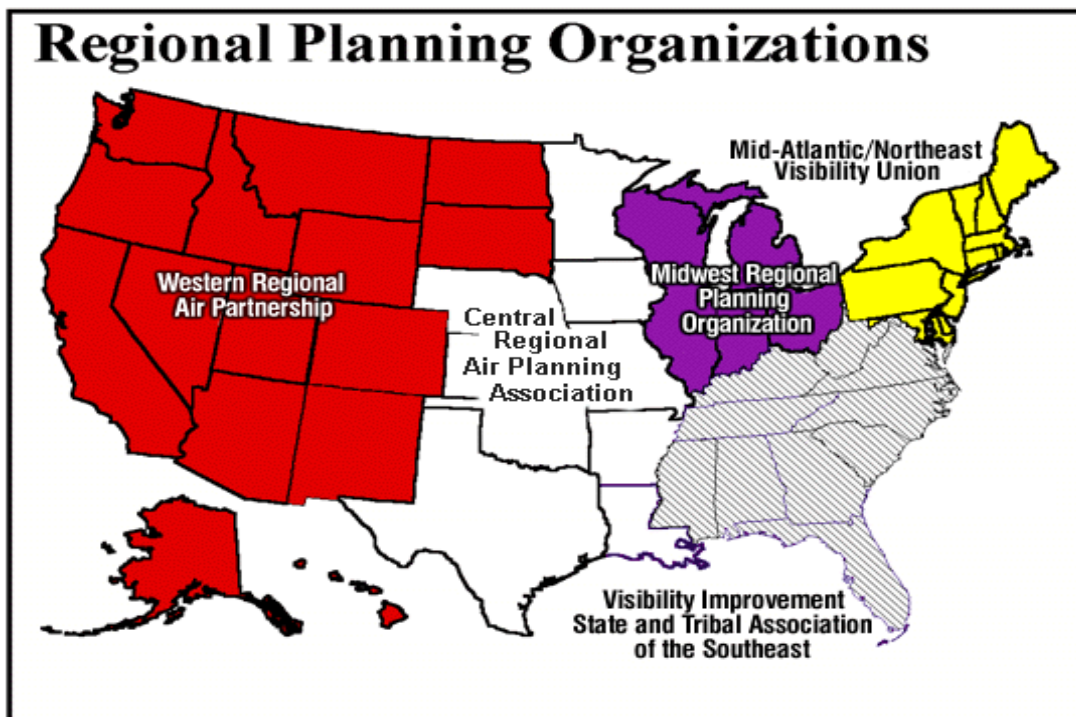 Regional Planning Organizations
Mid-Atlantic/Northeast
Visibility Union
Western Regional
Air Partnership
Midwest Regional
Planning
Organization
Central
Regional
Air Planning
Association
Visibility Improvement
State and Tribal Association
of the Southeast